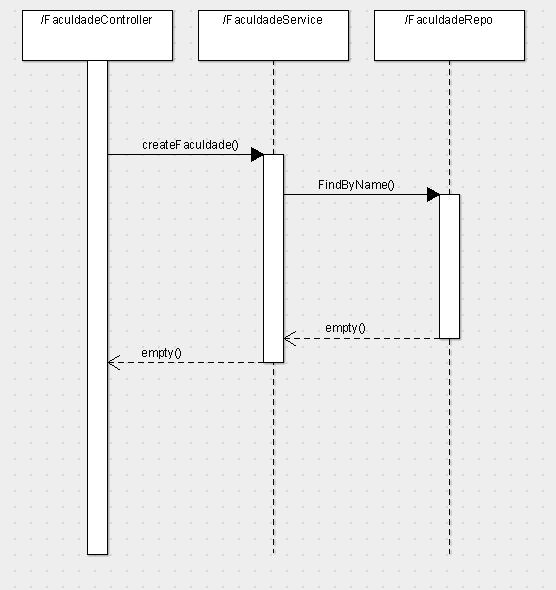 /FaculdadeController
/FaculdadeService
/FaculdadeRepo
createFaculdade()
FindByName()
empty()
empty()